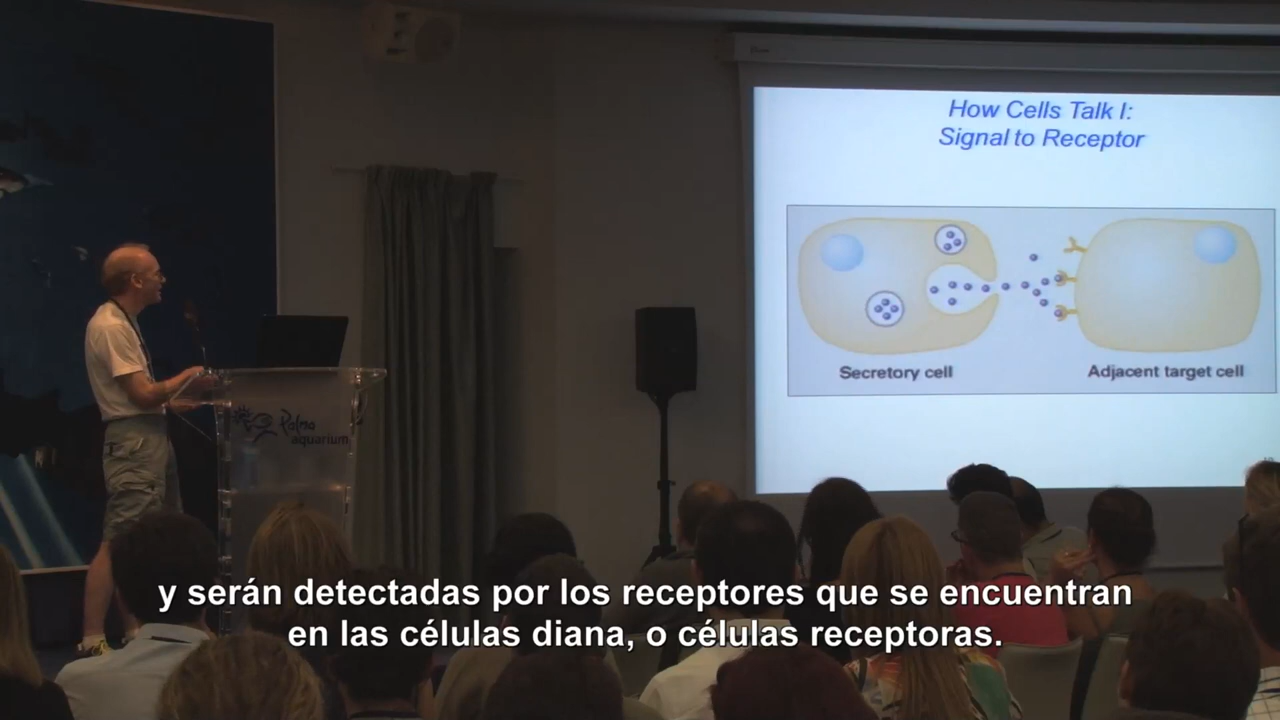 How Cells Talk I:
Signal to Receptor
Secretory cell
Adjacent target cell
Palma
aquarium
y serán detectadas por los receptores que se encuentran
en las células diana, o células receptoras.